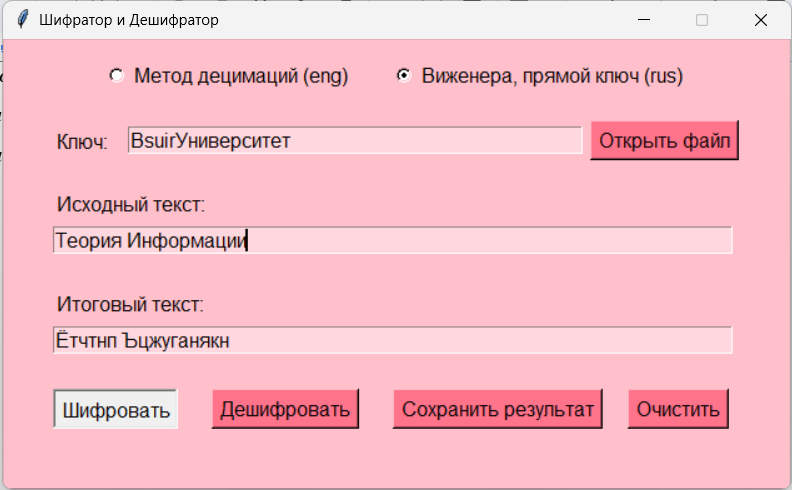 Шифратор и Дешифратор
Метод децимаций (eng) Виженера, прямой ключ (rus)
Ключ: BsuirУниверситет Открыть файл
Исходный текст:
Теория Информации
Итоговый текст:
Ётчтнп Ъцжуганякн
Шифровать Дешифровать Сохранить результат Очистить